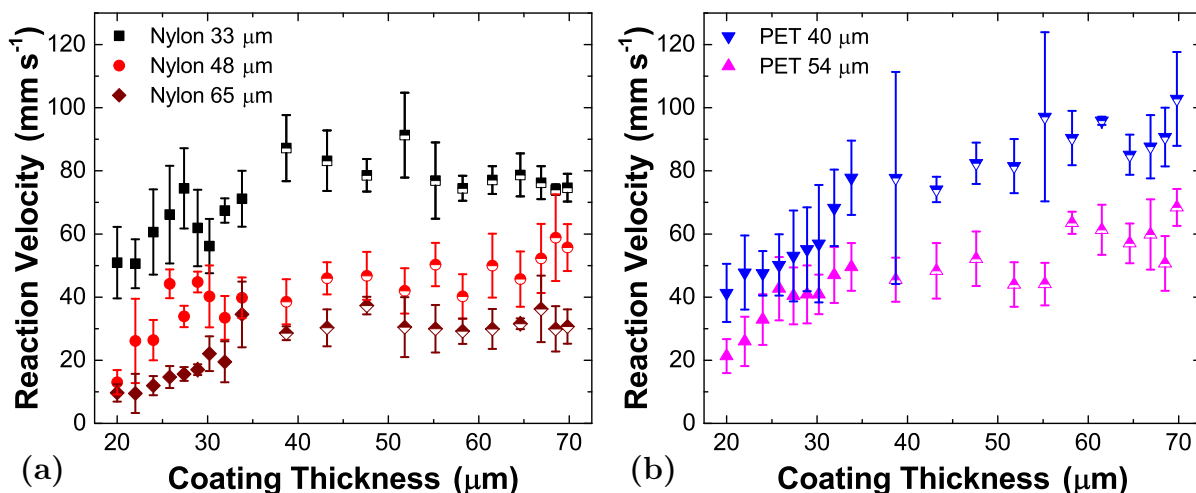 120
100
80
60
40
20
0
Reaction Velocity (mm s⁻¹)
Nylon 33 μm
Nylon 48 μm
Nylon 65 μm
20 30 40 50 60 70
Coating Thickness (μm)
(a)
120
100
80
60
40
20
0
Reaction Velocity (mm s⁻¹)
PET 40 μm
PET 54 μm
20 30 40 50 60 70
Coating Thickness (μm)
(b)